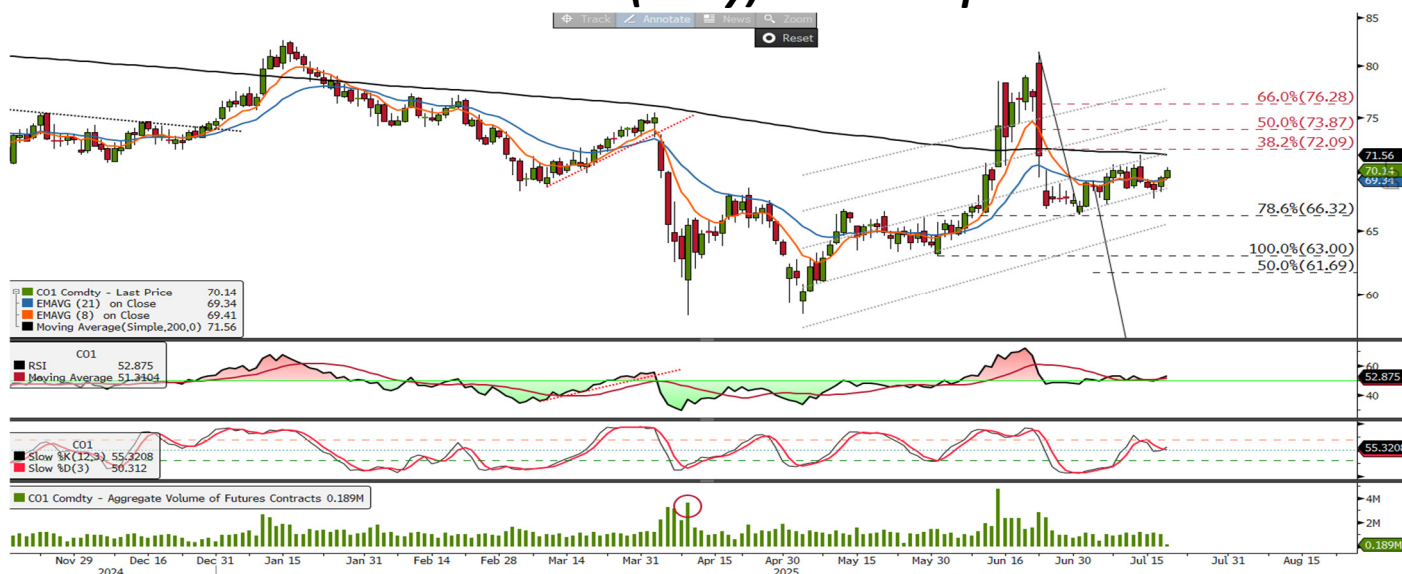 Track Annotate News Zoom
Reset
85
80
75
65
60
66.0%(76.28)
50.0%(73.87)
38.2%(72.09)
71.56
70.14
69.34
78.6%(66.32)
100.0%(63.00)
50.0%(61.69)
CO1 Comdty - Last Price 70.14
EMAVG (21) on Close 69.34
EMAVG (8) on Close 69.41
Moving Average(Simple,200,0) 71.56
CO1
RSI 52.875
Moving Average 51.3104
60
52.875
40
CO1
Slow %K(12,3) 55.3208
Slow %D(3) 50.312
55.3208
CO1 Comdty - Aggregate Volume of Futures Contracts 0.189M
4M
2M
0.189M
Nov 29 Dec 16 Dec 31 Jan 15 Jan 31 Feb 14 Feb 28 Mar 14 Mar 31 Apr 15 Apr 30 May 15 May 30 Jun 16 Jun 30 Jul 15 Jul 31 Aug 15
2024 2025